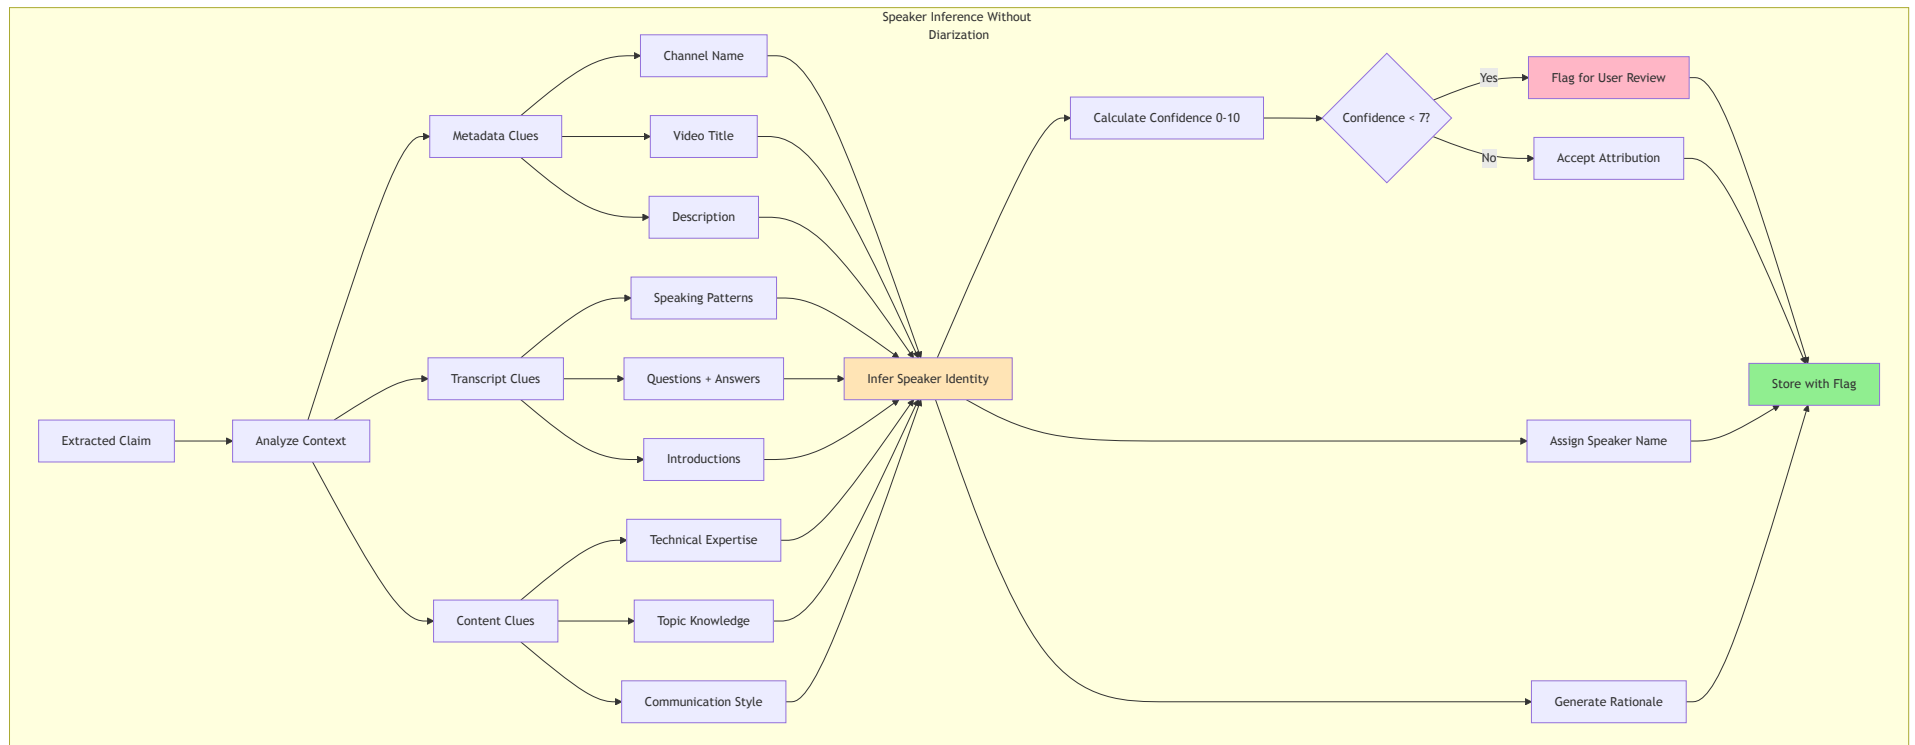 Speaker Inference Without
Diarization
Extracted Claim
Analyze Context
Metadata Clues
Transcript Clues
Content Clues
Channel Name
Video Title
Description
Speaking Patterns
Questions + Answers
Introductions
Technical Expertise
Topic Knowledge
Communication Style
Infer Speaker Identity
Calculate Confidence 0-10
Confidence < 7?
Yes
No
Flag for User Review
Accept Attribution
Assign Speaker Name
Generate Rationale
Store with Flag